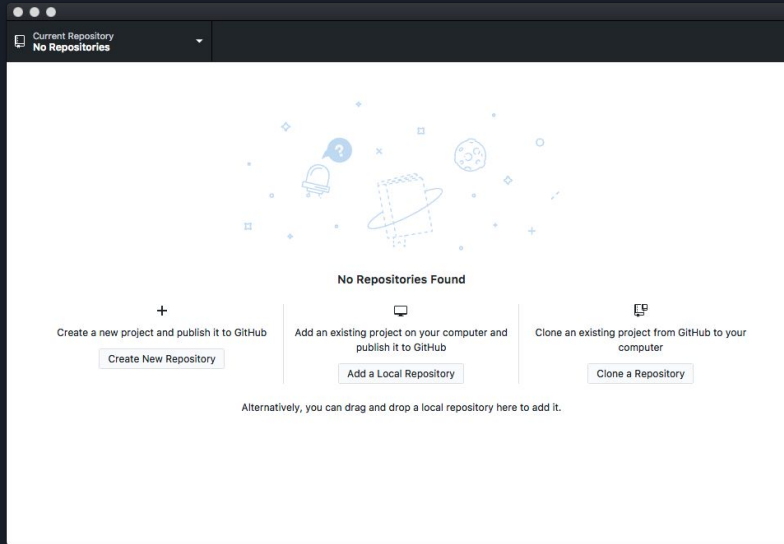 Current Repository
No Repositories
?
No Repositories Found
Create a new project and publish it to GitHub
Create New Repository
Add an existing project on your computer and
publish it to GitHub
Add a Local Repository
Clone an existing project from GitHub to your
computer
Clone a Repository
Alternatively, you can drag and drop a local repository here to add it.